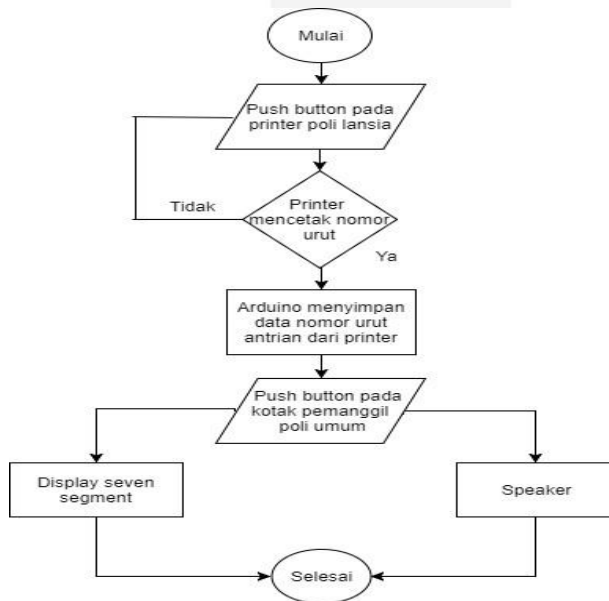 Mulai
Push button pada
printer poli lansia
Printer
mencetak nomor
urut
Tidak
Ya
Arduino menyimpan
data nomor urut
antrian dari printer
Push button pada
kotak pemanggil
poli umum
Display seven
segment
Speaker
Selesai